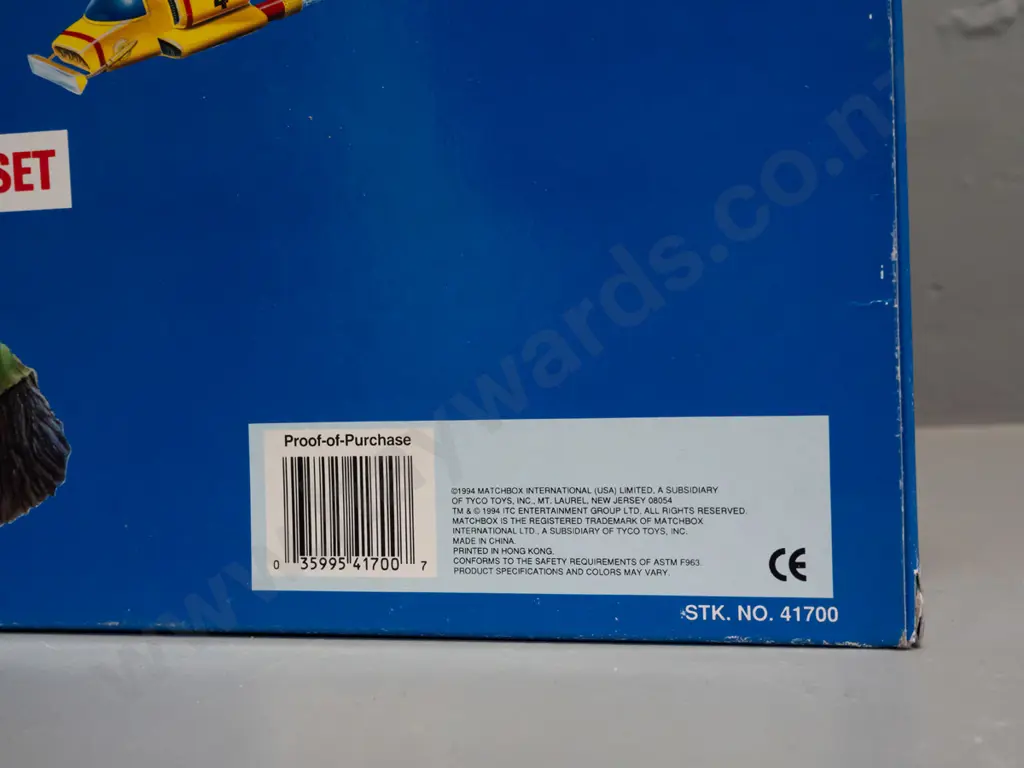 4
SET
Proof-of-Purchase
0 35995 41700 7
©1994 MATCHBOX INTERNATIONAL (USA) LIMITED, A SUBSIDIARY
OF TYCO TOYS, INC., MT. LAUREL, NEW JERSEY 08054
TM & © 1994 ITC ENTERTAINMENT GROUP LTD. ALL RIGHTS RESERVED.
MATCHBOX IS THE REGISTERED TRADEMARK OF MATCHBOX
INTERNATIONAL LTD., A SUBSIDIARY OF TYCO TOYS, INC.
MADE IN CHINA.
PRINTED IN HONG KONG.
CONFORMS TO THE SAFETY REQUIREMENTS OF ASTM F963.
PRODUCT SPECIFICATIONS AND COLORS MAY VARY.
CE
STK. NO. 41700